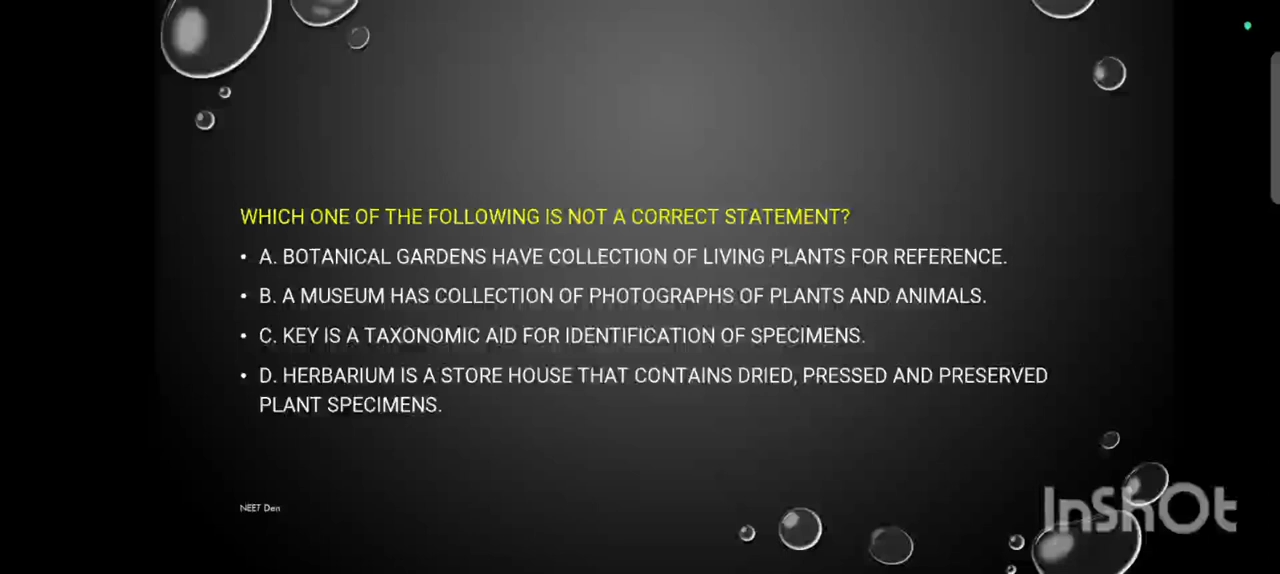 WHICH ONE OF THE FOLLOWING IS NOT A CORRECT STATEMENT?
• A. BOTANICAL GARDENS HAVE COLLECTION OF LIVING PLANTS FOR REFERENCE.
• B. A MUSEUM HAS COLLECTION OF PHOTOGRAPHS OF PLANTS AND ANIMALS.
• C. KEY IS A TAXONOMIC AID FOR IDENTIFICATION OF SPECIMENS.
• D. HERBARIUM IS A STORE HOUSE THAT CONTAINS DRIED, PRESSED AND PRESERVED
PLANT SPECIMENS.
NEET Den
InShOt